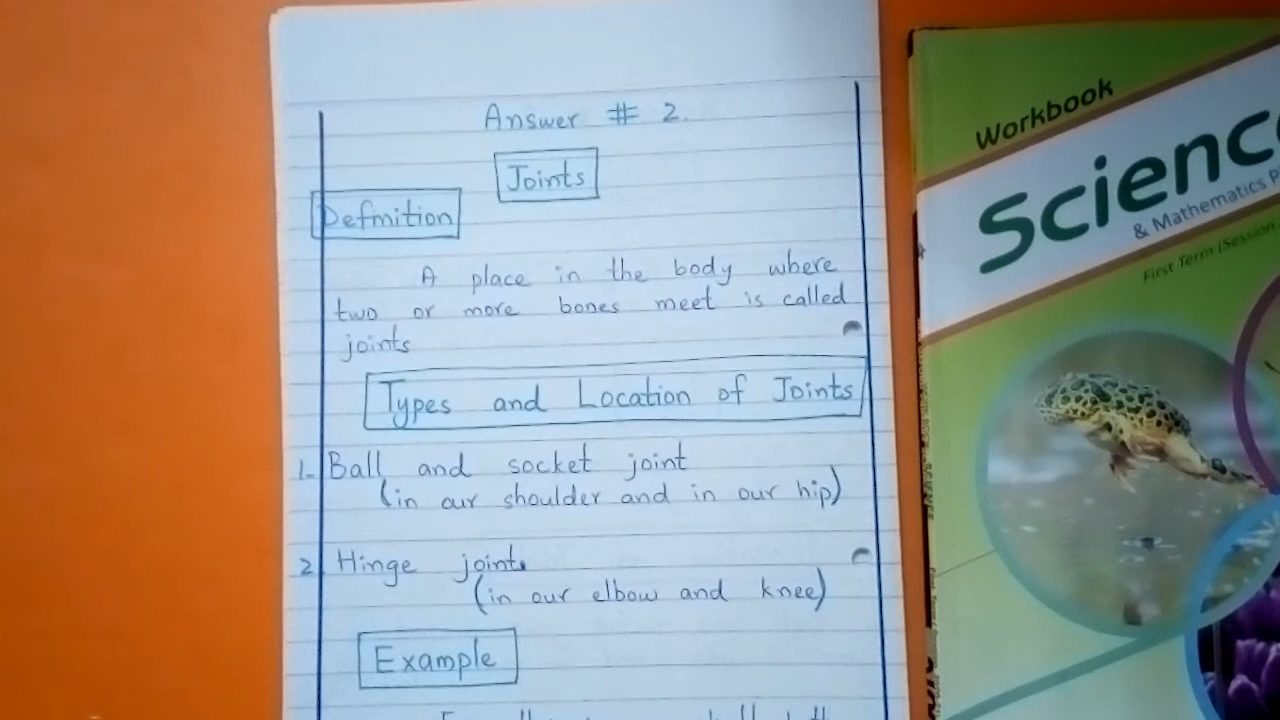 Answer # 2.
Joints
Definition
A place in the body where
two or more bones meet is called
joints
Types and Location of Joints
1. Ball and socket joint
(in our shoulder and in our hip)
2. Hinge joint.
(in our elbow and knee)
Example
Workbook
Scienc
& Mathematics P
First Term (Session